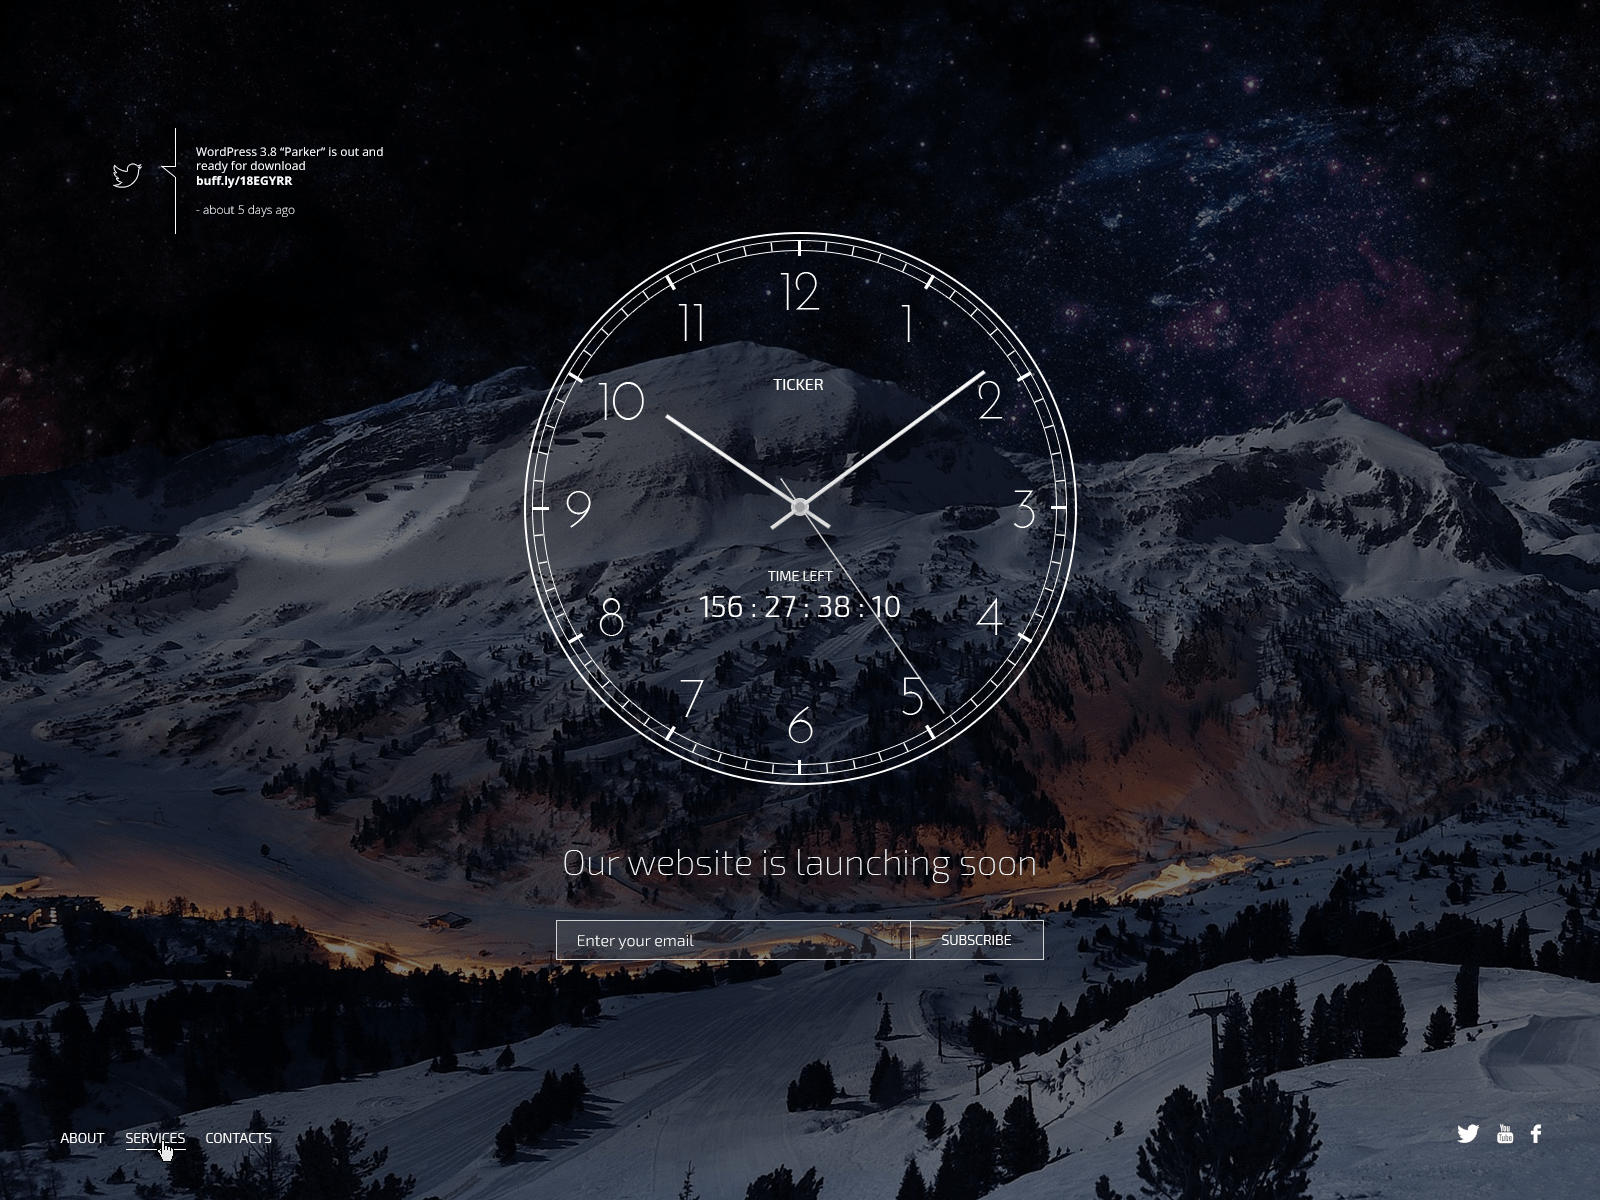 WordPress 3.8 “Parker” is out and
ready for download
buff.ly/18EGYRR
- about 5 days ago
12
11
1
10
TICKER
2
9
3
TIME LEFT
156 : 27 : 38 : 10
8
4
7
5
6
Our website is launching soon
Enter your email
SUBSCRIBE
ABOUT
SERVICES
CONTACTS
You
Tube